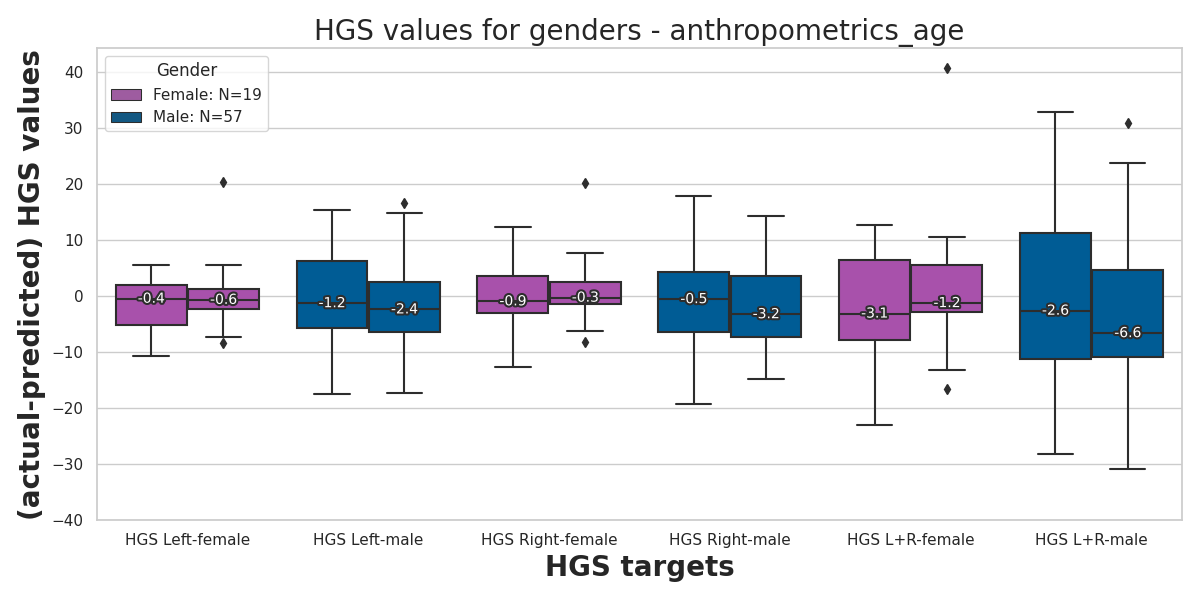 HGS values for genders - anthropometrics_age
(actual-predicted) HGS values
40
30
20
10
0
−10
−20
−30
−40
Gender
Female: N=19
Male: N=57
-0.4
-0.6
-1.2
-2.4
-0.9
-0.3
-0.5
-3.2
-3.1
-1.2
-2.6
-6.6
HGS Left-female
HGS Left-male
HGS Right-female
HGS Right-male
HGS L+R-female
HGS L+R-male
HGS targets